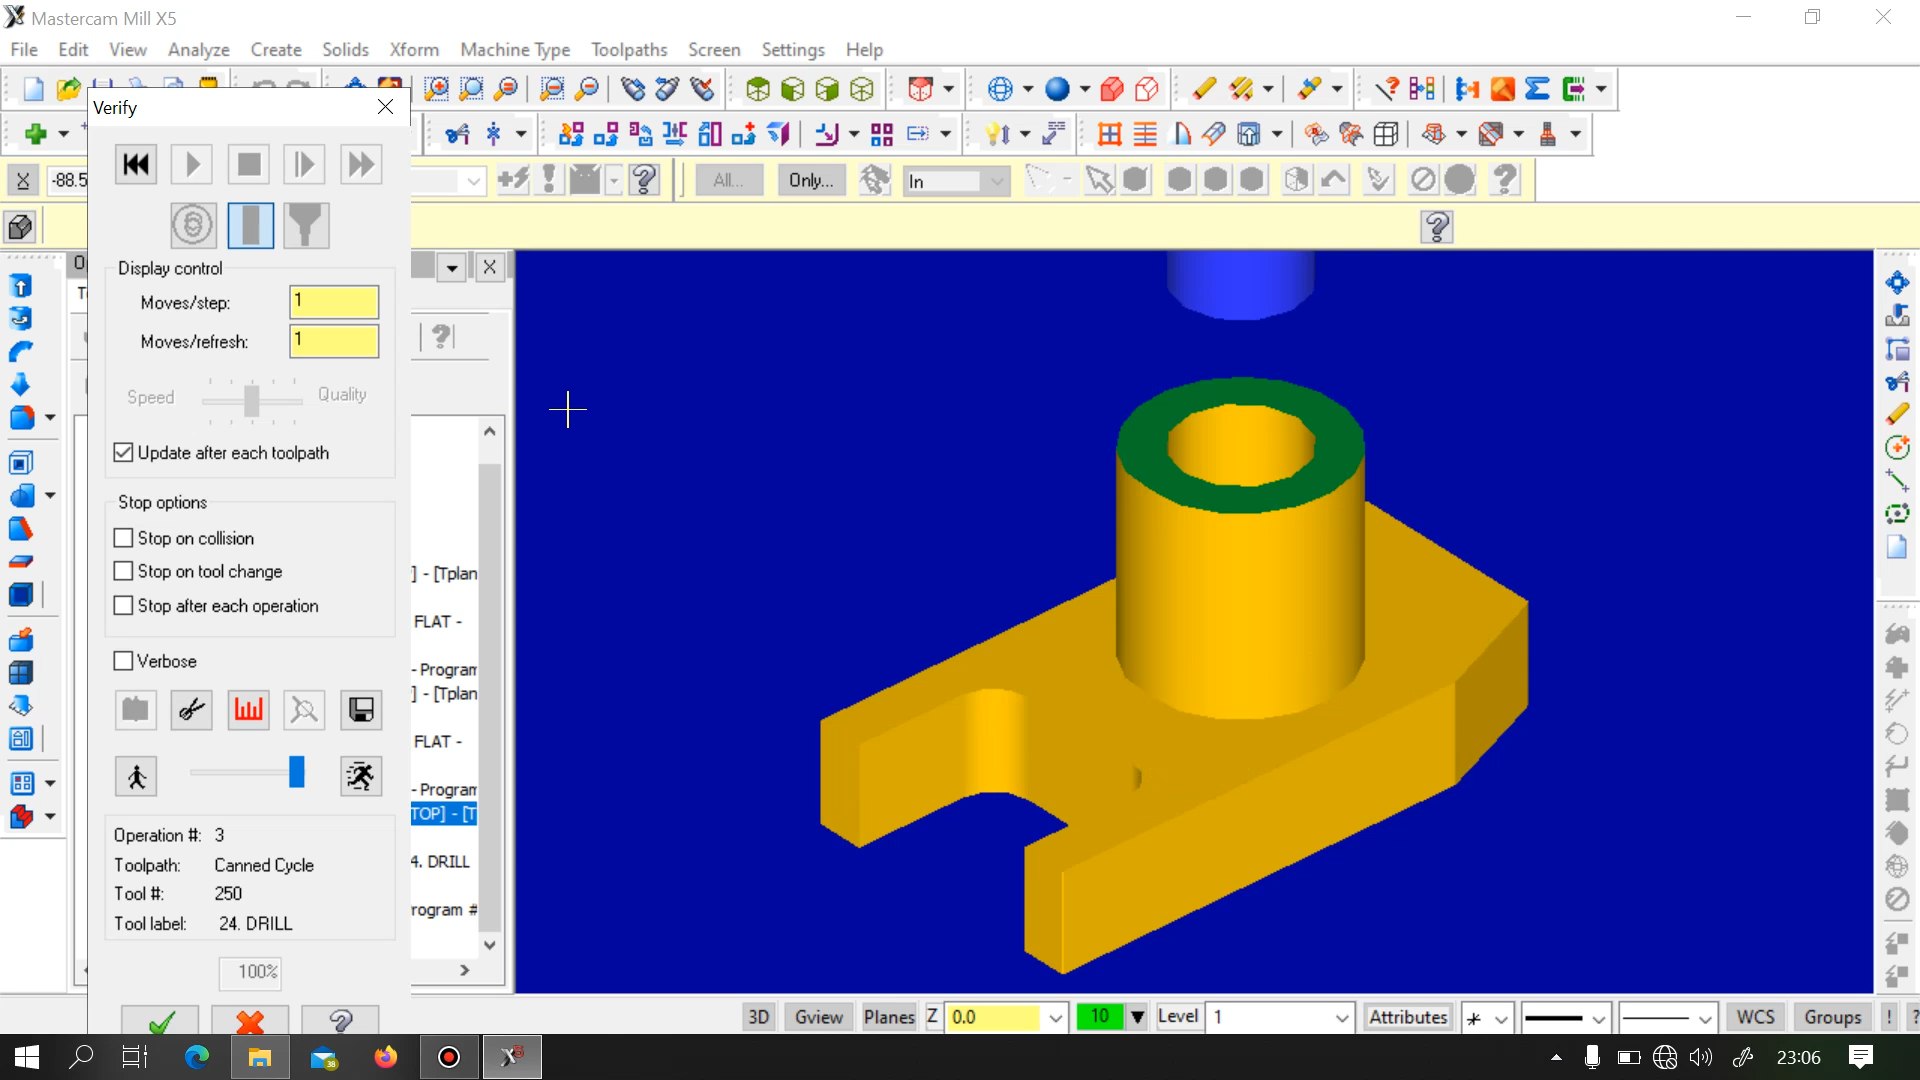 Mastercam Mill X5
File Edit View Analyze Create Solids Xform Machine Type Toolpaths Screen Settings Help
Verify
-88.5
All...
Only...
In
Display control
Moves/step: 1
Moves/refresh: 1
Speed
Quality
Update after each toolpath
Stop options
Stop on collision
] - [Tplan
Stop on tool change
Stop after each operation
FLAT -
Verbose
- Program
] - [Tplan
FLAT -
- Program
TOP] - [T
Operation #: 3
Toolpath: Canned Cycle
4. DRILL
Tool #: 250
rogram #
Tool label: 24. DRILL
100%
3D Gview Planes Z 0.0 10 Level 1 Attributes WCS Groups ! ?
38
23:06